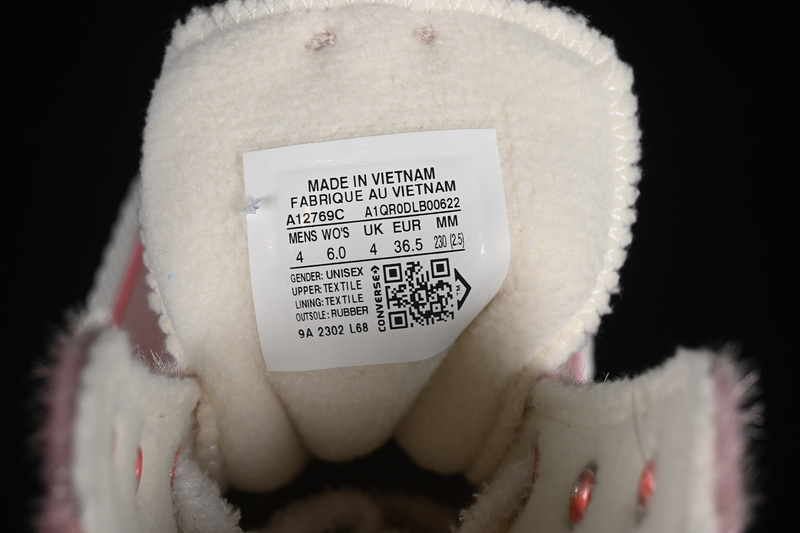 MADE IN VIETNAM
FABRIQUE AU VIETNAM
A12769C A1QR0DLB00622
MENS WO'S UK EUR MM
4 6.0 4 36.5 230 (2.5)
GENDER: UNISEX
UPPER: TEXTILE
LINING: TEXTILE
OUTSOLE: RUBBER
9A 2302 L68
CONVERSE